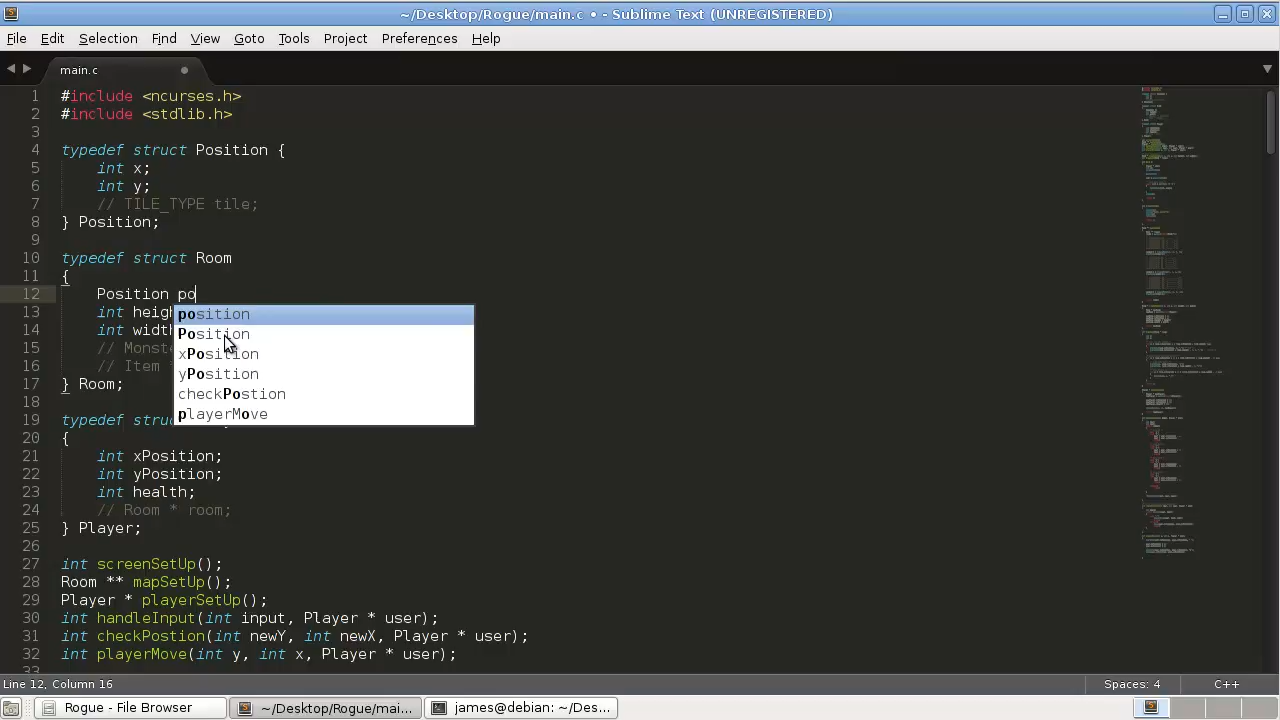 ~/Desktop/Rogue/main.c • - Sublime Text (UNREGISTERED)
File Edit Selection Find View Goto Tools Project Preferences Help
main.c
1 #include <ncurses.h>
2 #include <stdlib.h>
3
4 typedef struct Position {
5 int x;
6 int y;
7 // TILE_TYPE tile;
8 } Position;
9
10 typedef struct Room
11 {
12 Position po
13 int heig position
14 int widt Position
15 // Monst xPosition
16 // Item yPosition
17 } Room; checkPostion
18 playerMove
19 typedef stru
20 {
21 int xPosition;
22 int yPosition;
23 int health;
24 // Room * room;
25 } Player;
26
27 int screenSetUp();
28 Room ** mapSetUp();
29 Player * playerSetUp();
30 int handleInput(int input, Player * user);
31 int checkPostion(int newY, int newX, Player * user);
32 int playerMove(int y, int x, Player * user);
33
Line 12, Column 16 Spaces: 4 C++
Rogue - File Browser ~/Desktop/Rogue/mai... james@debian: ~/Des...